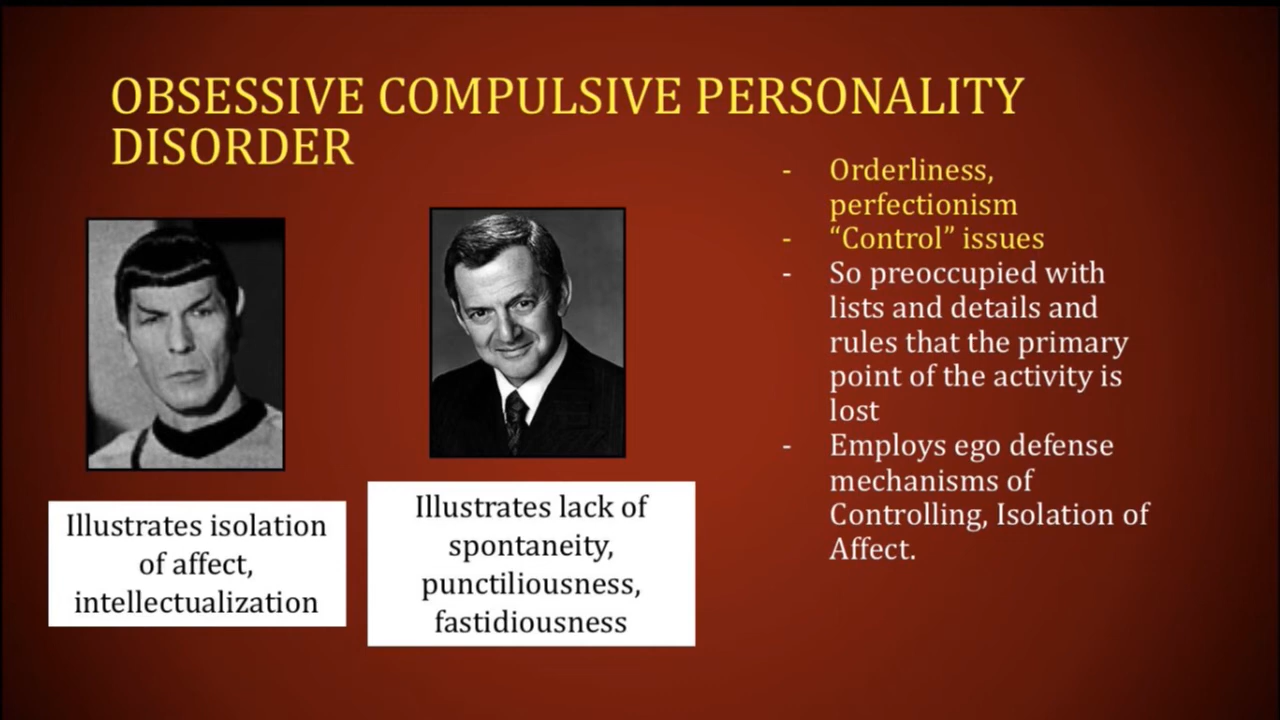 OBSESSIVE COMPULSIVE PERSONALITY
DISORDER
Illustrates isolation
of affect,
intellectualization
Illustrates lack of
spontaneity,
punctiliousness,
fastidiousness
- Orderliness,
perfectionism
- “Control” issues
- So preoccupied with
lists and details and
rules that the primary
point of the activity is
lost
- Employs ego defense
mechanisms of
Controlling, Isolation of
Affect.